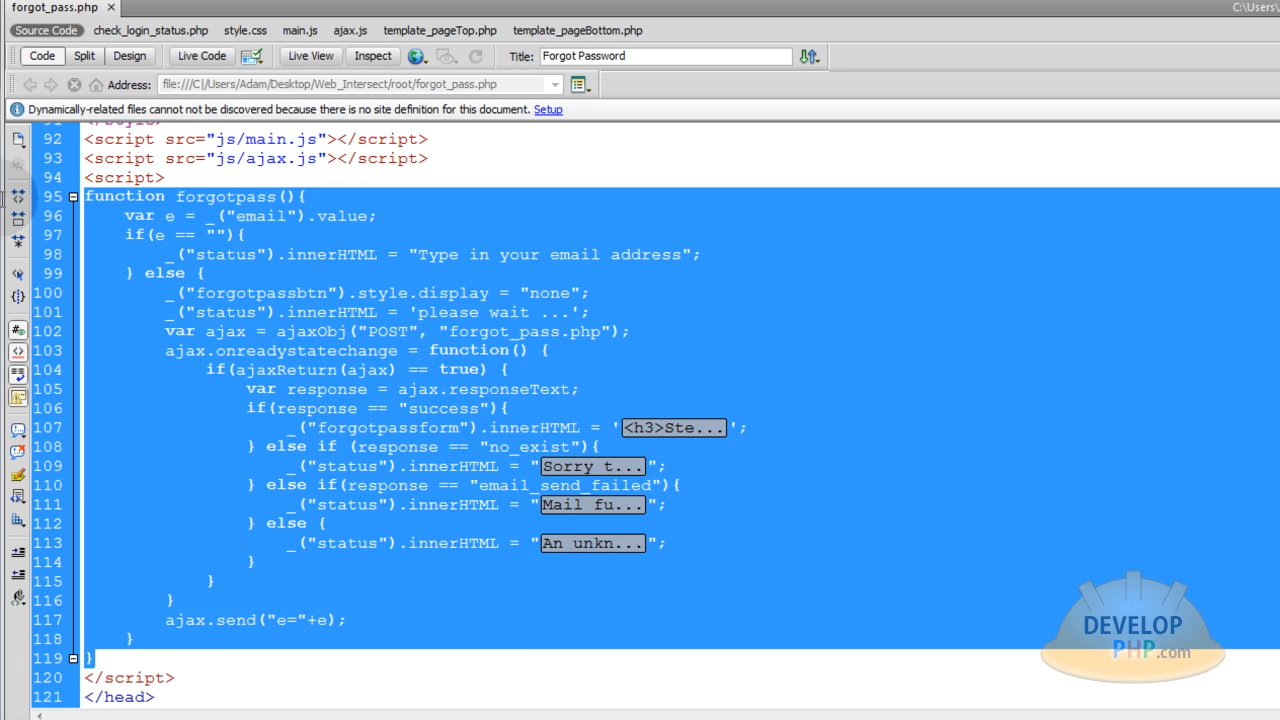 forgot_pass.php × C:\Users\
Source Code check_login_status.php style.css main.js ajax.js template_pageTop.php template_pageBottom.php
Code Split Design Live Code Live View Inspect Title: Forgot Password
Address: file:///C|/Users/Adam/Desktop/Web_Intersect/root/forgot_pass.php
Dynamically-related files cannot be discovered because there is no site definition for this document. Setup
91 </style>
92 <script src="js/main.js"></script>
93 <script src="js/ajax.js"></script>
94 <script>
95 function forgotpass(){
96 var e = _("email").value;
97 if(e == ""){
98 _("status").innerHTML = "Type in your email address";
99 } else {
100 _("forgotpassbtn").style.display = "none";
101 _("status").innerHTML = 'please wait ...';
102 var ajax = ajaxObj("POST", "forgot_pass.php");
103 ajax.onreadystatechange = function() {
104 if(ajaxReturn(ajax) == true) {
105 var response = ajax.responseText;
106 if(response == "success"){
107 _("forgotpassform").innerHTML = '<h3>Ste...';
108 } else if (response == "no_exist"){
109 _("status").innerHTML = "Sorry t...";
110 } else if(response == "email_send_failed"){
111 _("status").innerHTML = "Mail fu...";
112 } else {
113 _("status").innerHTML = "An unkn...";
114 }
115 }
116 }
117 ajax.send("e="+e);
118 }
119 }
120 </script>
121 </head>
DEVELOP
PHP.com